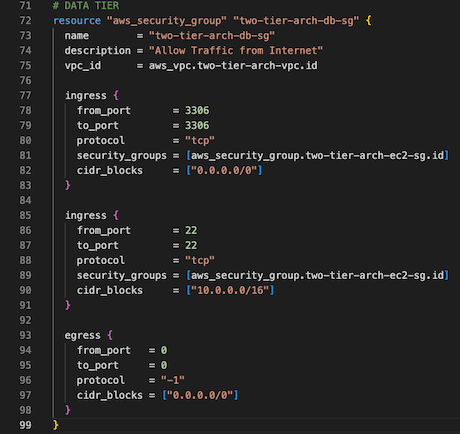 71 # DATA TIER
72 resource "aws_security_group" "two-tier-arch-db-sg" {
73   name        = "two-tier-arch-db-sg"
74   description = "Allow Traffic from Internet"
75   vpc_id      = aws_vpc.two-tier-arch-vpc.id
76
77   ingress {
78     from_port       = 3306
79     to_port         = 3306
80     protocol        = "tcp"
81     security_groups = [aws_security_group.two-tier-arch-ec2-sg.id]
82     cidr_blocks     = ["0.0.0.0/0"]
83   }
84
85   ingress {
86     from_port       = 22
87     to_port         = 22
88     protocol        = "tcp"
89     security_groups = [aws_security_group.two-tier-arch-ec2-sg.id]
90     cidr_blocks     = ["10.0.0.0/16"]
91   }
92
93   egress {
94     from_port   = 0
95     to_port     = 0
96     protocol    = "-1"
97     cidr_blocks = ["0.0.0.0/0"]
98   }
99 }